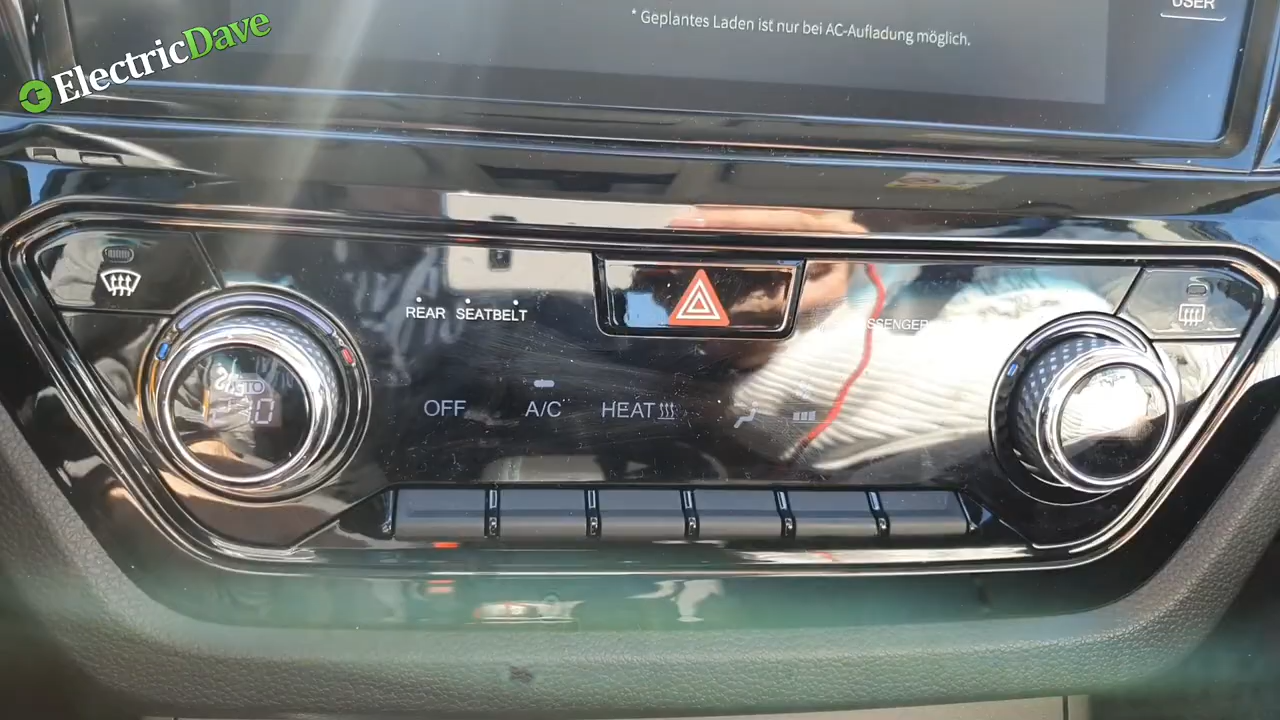 USER
* Geplantes Laden ist nur bei AC-Aufladung möglich.
ElectricDave
REAR SEATBELT
OFF
A/C
HEAT